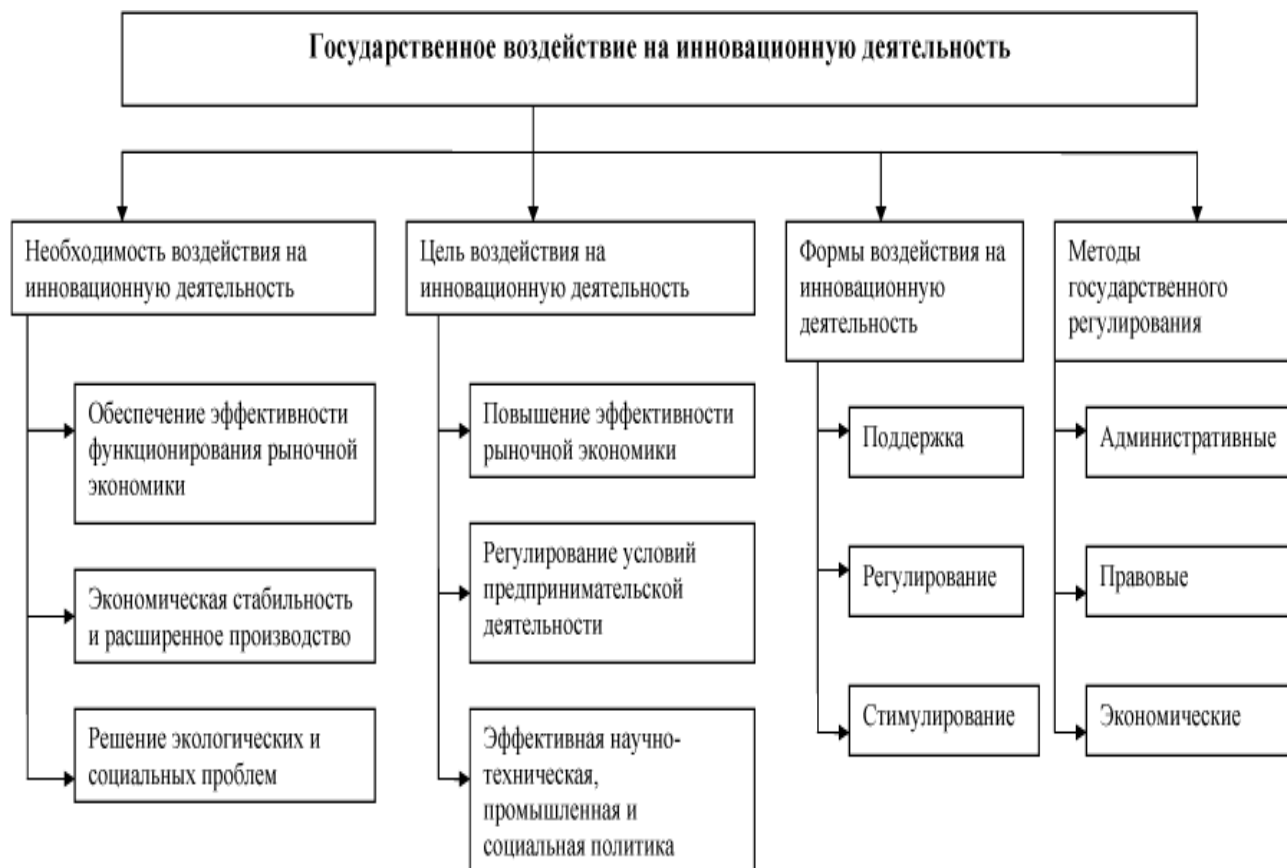 Государственное воздействие на инновационную деятельность
Необходимость воздействия на
инновационную деятельность
Обеспечение эффективности
функционирования рыночной
экономики
Экономическая стабильность
и расширенное производство
Решение экологических и
социальных проблем
Цель воздействия на
инновационную деятельность
Повышение эффективности
рыночной экономики
Регулирование условий
предпринимательской
деятельности
Эффективная научно-
техническая,
промышленная и
социальная политика
Формы воздействия на
инновационную
деятельность
Поддержка
Регулирование
Стимулирование
Методы
государственного
регулирования
Административные
Правовые
Экономические